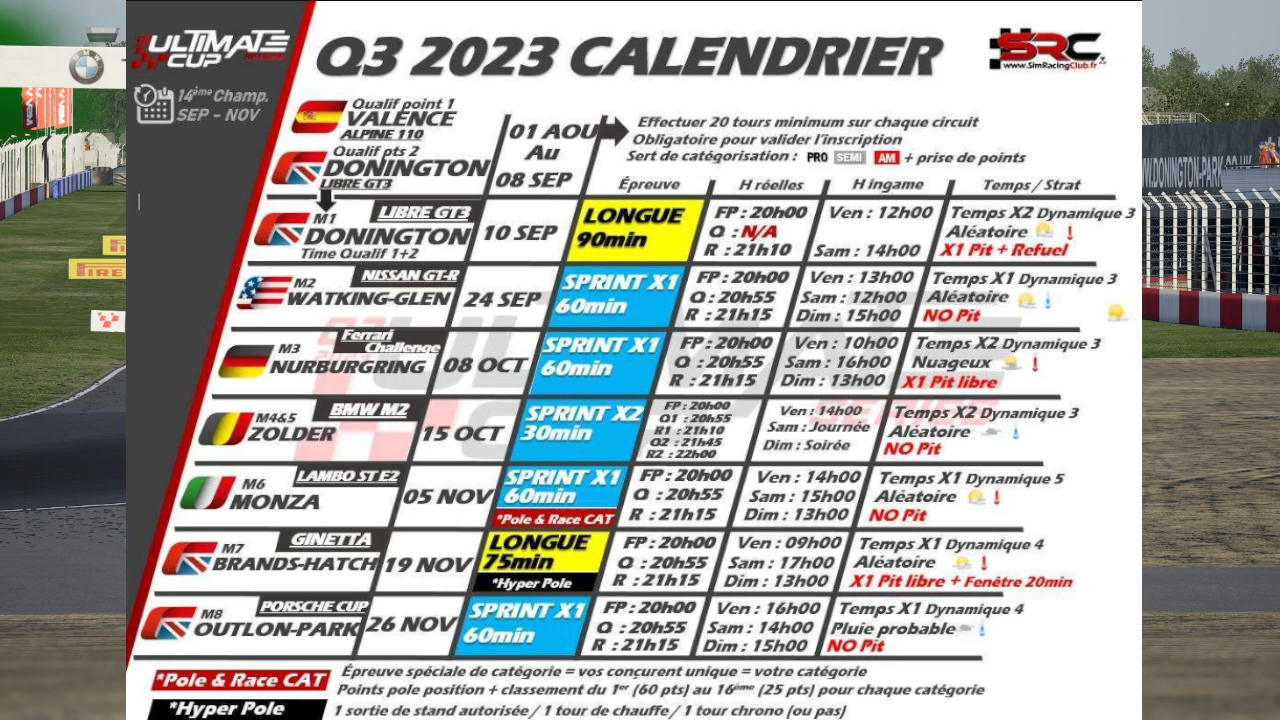 ULTIMATE
CUP SERIES
Q3 2023 CALENDRIER
SRC
www.SimRacingClub.fr
14ème Champ.
SEP - NOV
Qualif point 1
VALENCE
ALPINE 110
Qualif pts 2
DONINGTON
LIBRE GT3
01 AOU
Au
08 SEP
Effectuer 20 tours minimum sur chaque circuit
Obligatoire pour valider l'inscription
Sert de catégorisation : PRO SEMI AM + prise de points
Épreuve H réelles H ingame Temps / Strat
M1 LIBRE GT3
DONINGTON
Time Qualif 1+2
10 SEP
LONGUE
90min
FP : 20h00
Q : N/A
R : 21h10
Ven : 12h00
Sam : 14h00
Temps X2 Dynamique 3
Aléatoire
X1 Pit + Refuel
M2 NISSAN GT-R
WATKING-GLEN
24 SEP
SPRINT X1
60min
FP : 20h00
Q : 20h55
R : 21h15
Ven : 13h00
Sam : 12h00
Dim : 15h00
Temps X1 Dynamique 3
Aléatoire
NO Pit
M3 Ferrari
Challenge
NURBURGRING
08 OCT
SPRINT X1
60min
FP : 20h00
Q : 20h55
R : 21h15
Ven : 10h00
Sam : 16h00
Dim : 13h00
Temps X2 Dynamique 3
Nuageux
X1 Pit libre
M4&5 BMW M2
ZOLDER
15 OCT
SPRINT X2
30min
FP : 20h00
Q1 : 20h55
R1 : 21h10
Q2 : 21h45
R2 : 22h00
Ven : 14h00
Sam : Journée
Dim : Soirée
Temps X2 Dynamique 3
Aléatoire
NO Pit
M6 LAMBO ST E2
MONZA
05 NOV
SPRINT X1
60min
*Pole & Race CAT
FP : 20h00
Q : 20h55
R : 21h15
Ven : 14h00
Sam : 15h00
Dim : 13h00
Temps X1 Dynamique 5
Aléatoire
NO Pit
M7 GINETTA
BRANDS-HATCH
19 NOV
LONGUE
75min
*Hyper Pole
FP : 20h00
Q : 20h55
R : 21h15
Ven : 09h00
Sam : 17h00
Dim : 13h00
Temps X1 Dynamique 4
Aléatoire
X1 Pit libre + Fenêtre 20min
M8 PORSCHE CUP
OUTLON-PARK
26 NOV
SPRINT X1
60min
FP : 20h00
Q : 20h55
R : 21h15
Ven : 16h00
Sam : 14h00
Dim : 15h00
Temps X1 Dynamique 4
Pluie probable
NO Pit
*Pole & Race CAT
Épreuve spéciale de catégorie = vos conçurent unique = votre catégorie
Points pole position + classement du 1er (60 pts) au 16ème (25 pts) pour chaque catégorie
*Hyper Pole
1 sortie de stand autorisée / 1 tour de chauffe / 1 tour chrono (ou pas)